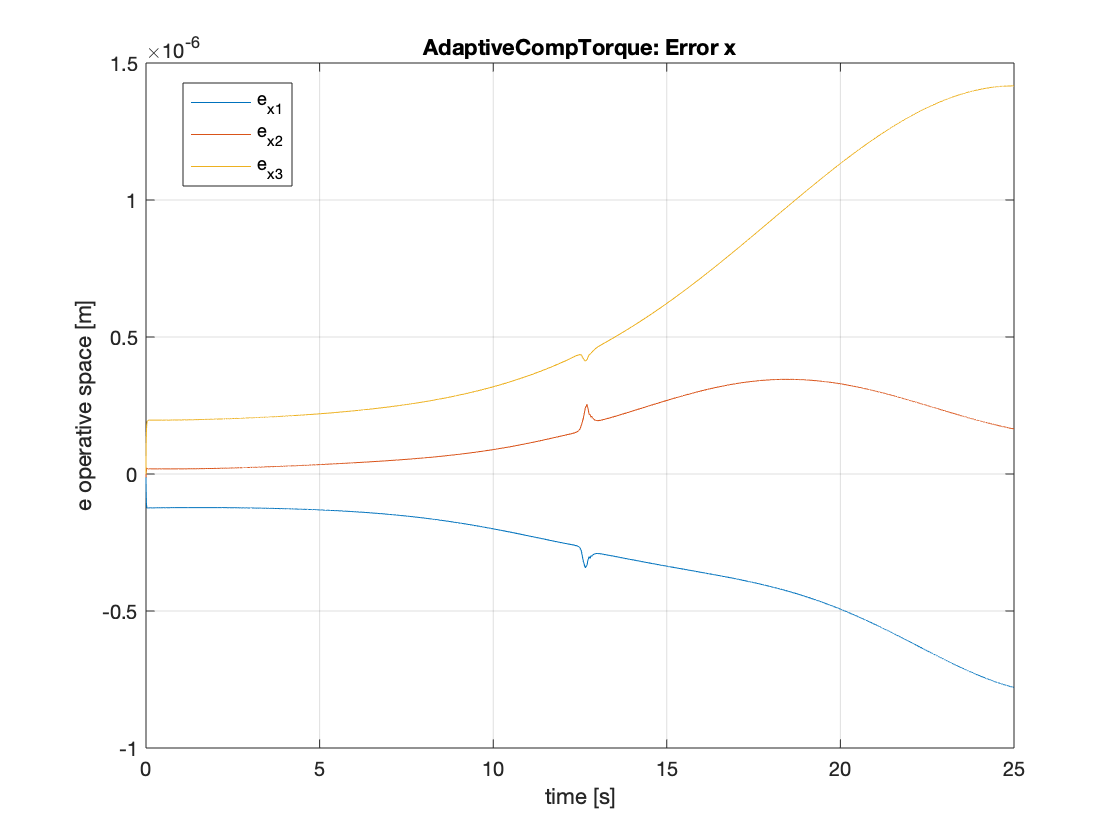 AdaptiveCompTorque: Error x
×10^-6
1.5
1
0.5
0
-0.5
-1
e operative space [m]
e_x1
e_x2
e_x3
0 5 10 15 20 25
time [s]